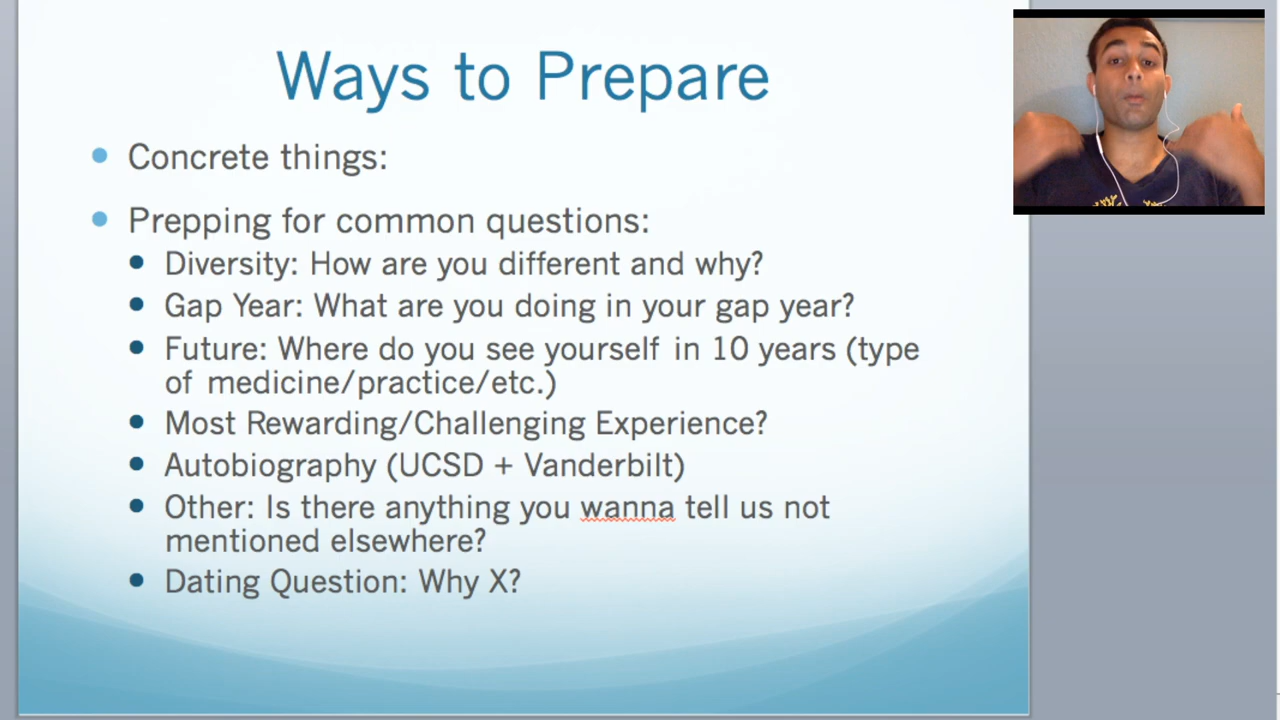 Ways to Prepare
Concrete things:
Prepping for common questions:
Diversity: How are you different and why?
Gap Year: What are you doing in your gap year?
Future: Where do you see yourself in 10 years (type
of medicine/practice/etc.)
Most Rewarding/Challenging Experience?
Autobiography (UCSD + Vanderbilt)
Other: Is there anything you wanna tell us not
mentioned elsewhere?
Dating Question: Why X?